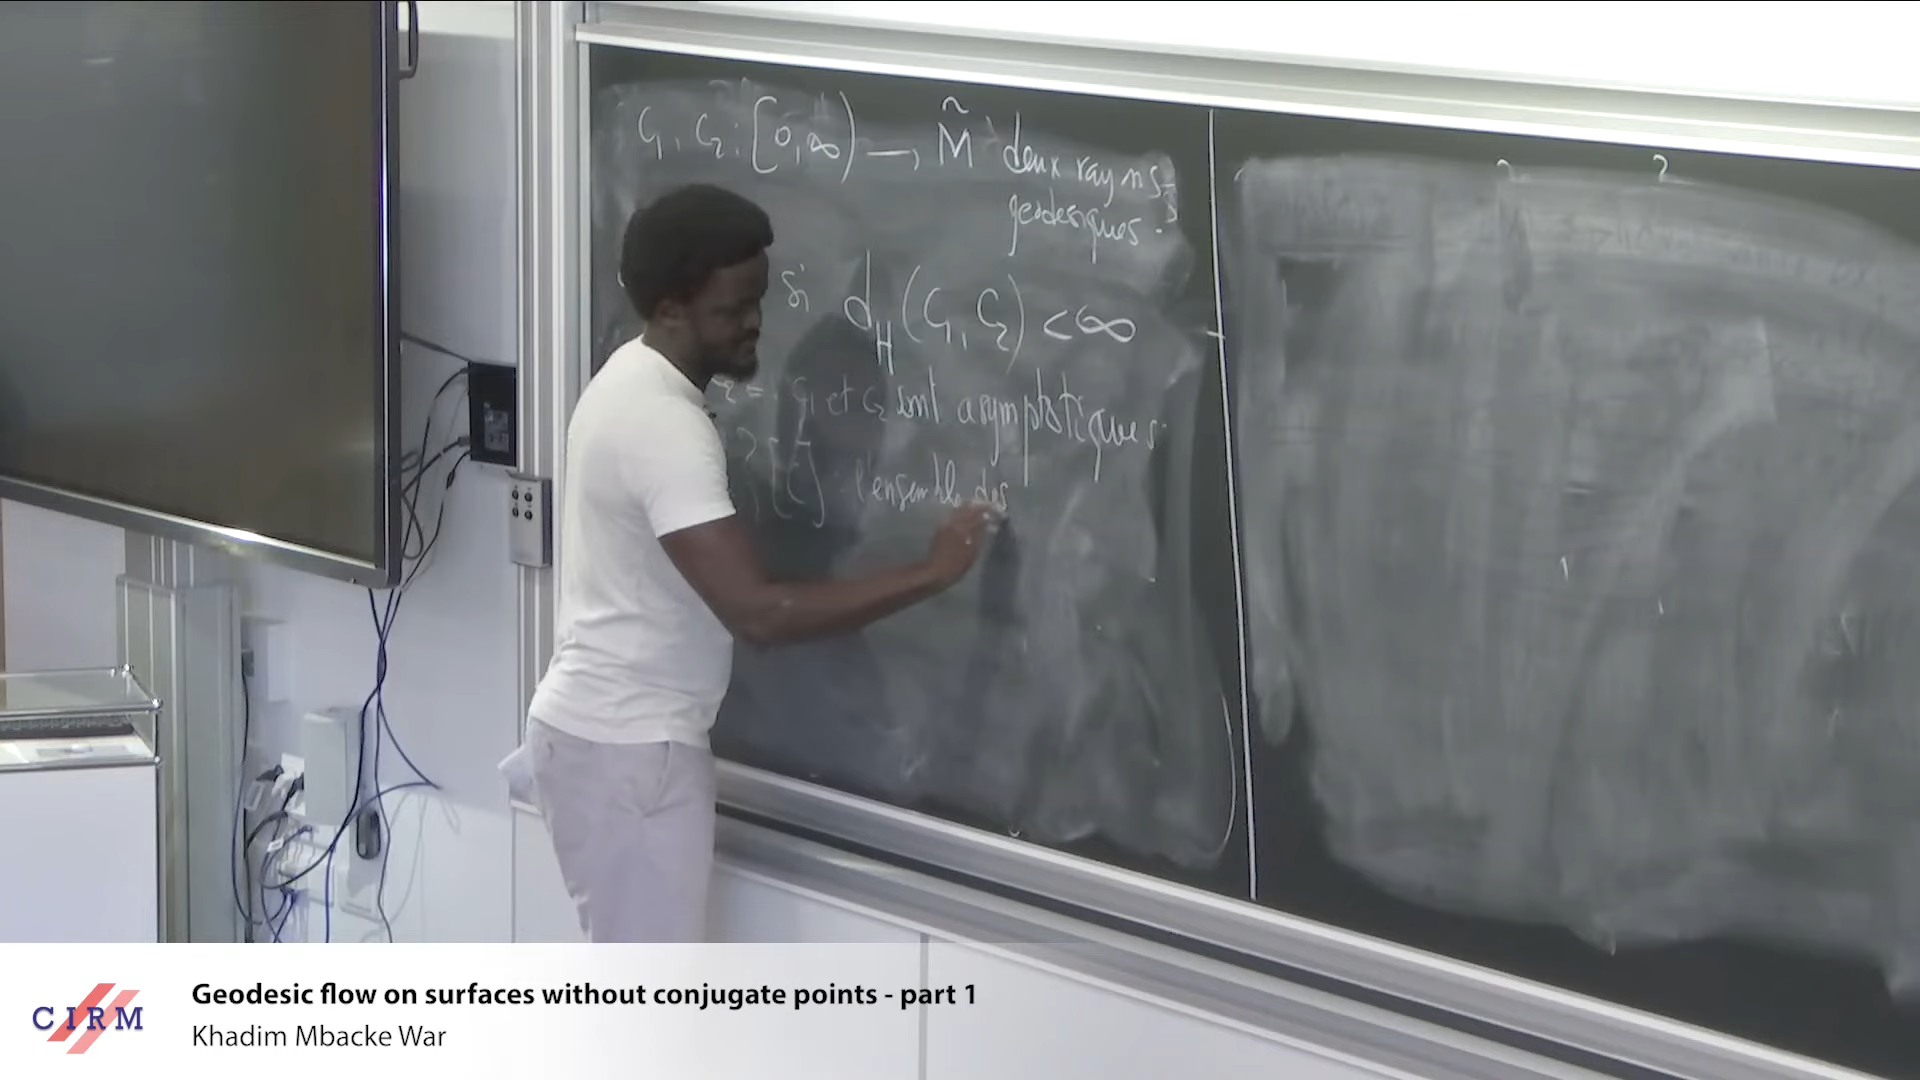 C₁, C₂ : [0, ∞) → M̃ deux rayons
géodésiques.
si d_H (C₁, C₂) < ∞
C₁ et C₂ sont asymptotiques.
l'ensemble des
CIRM
Geodesic flow on surfaces without conjugate points - part 1
Khadim Mbacke War